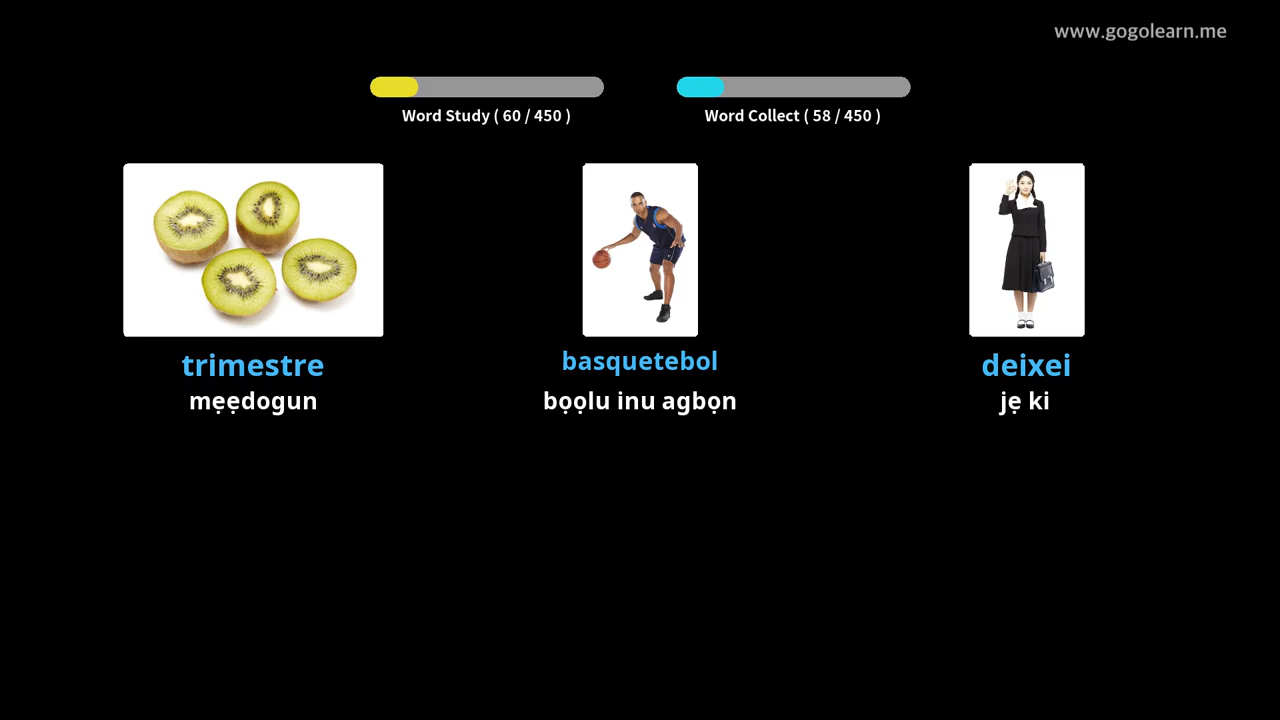 www.gogolearn.me
Word Study ( 60 / 450 )
Word Collect ( 58 / 450 )
trimestre
mẹẹdogun
basquetebol
bọọlu inu agbọn
deixei
jẹ ki